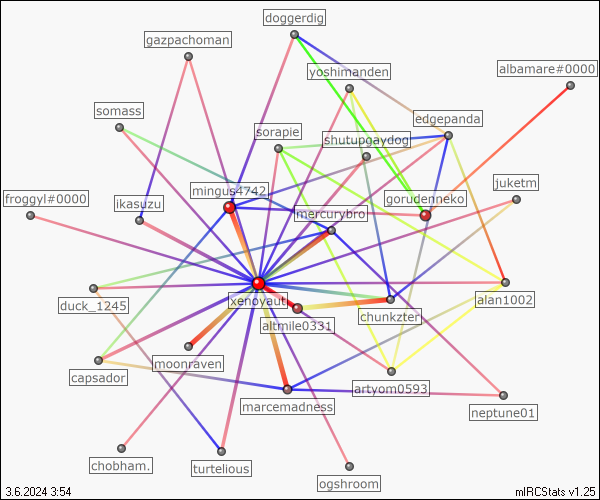 doggerdig
gazpachoman
yoshimanden
albamare#0000
somass
edgepanda
sorapie
shutupgaydog
juketm
mingus4742
froggyl#0000
ikasuzu
gorudenneko
mercurybro
xenoyaut
duck_1245
alan1002
chunkzter
altmile0331
moonraven
capsador
artyom0593
marcemadness
neptune01
chobham.
turtelious
ogshroom
3.6.2024 3:54
mIRCStats v1.25